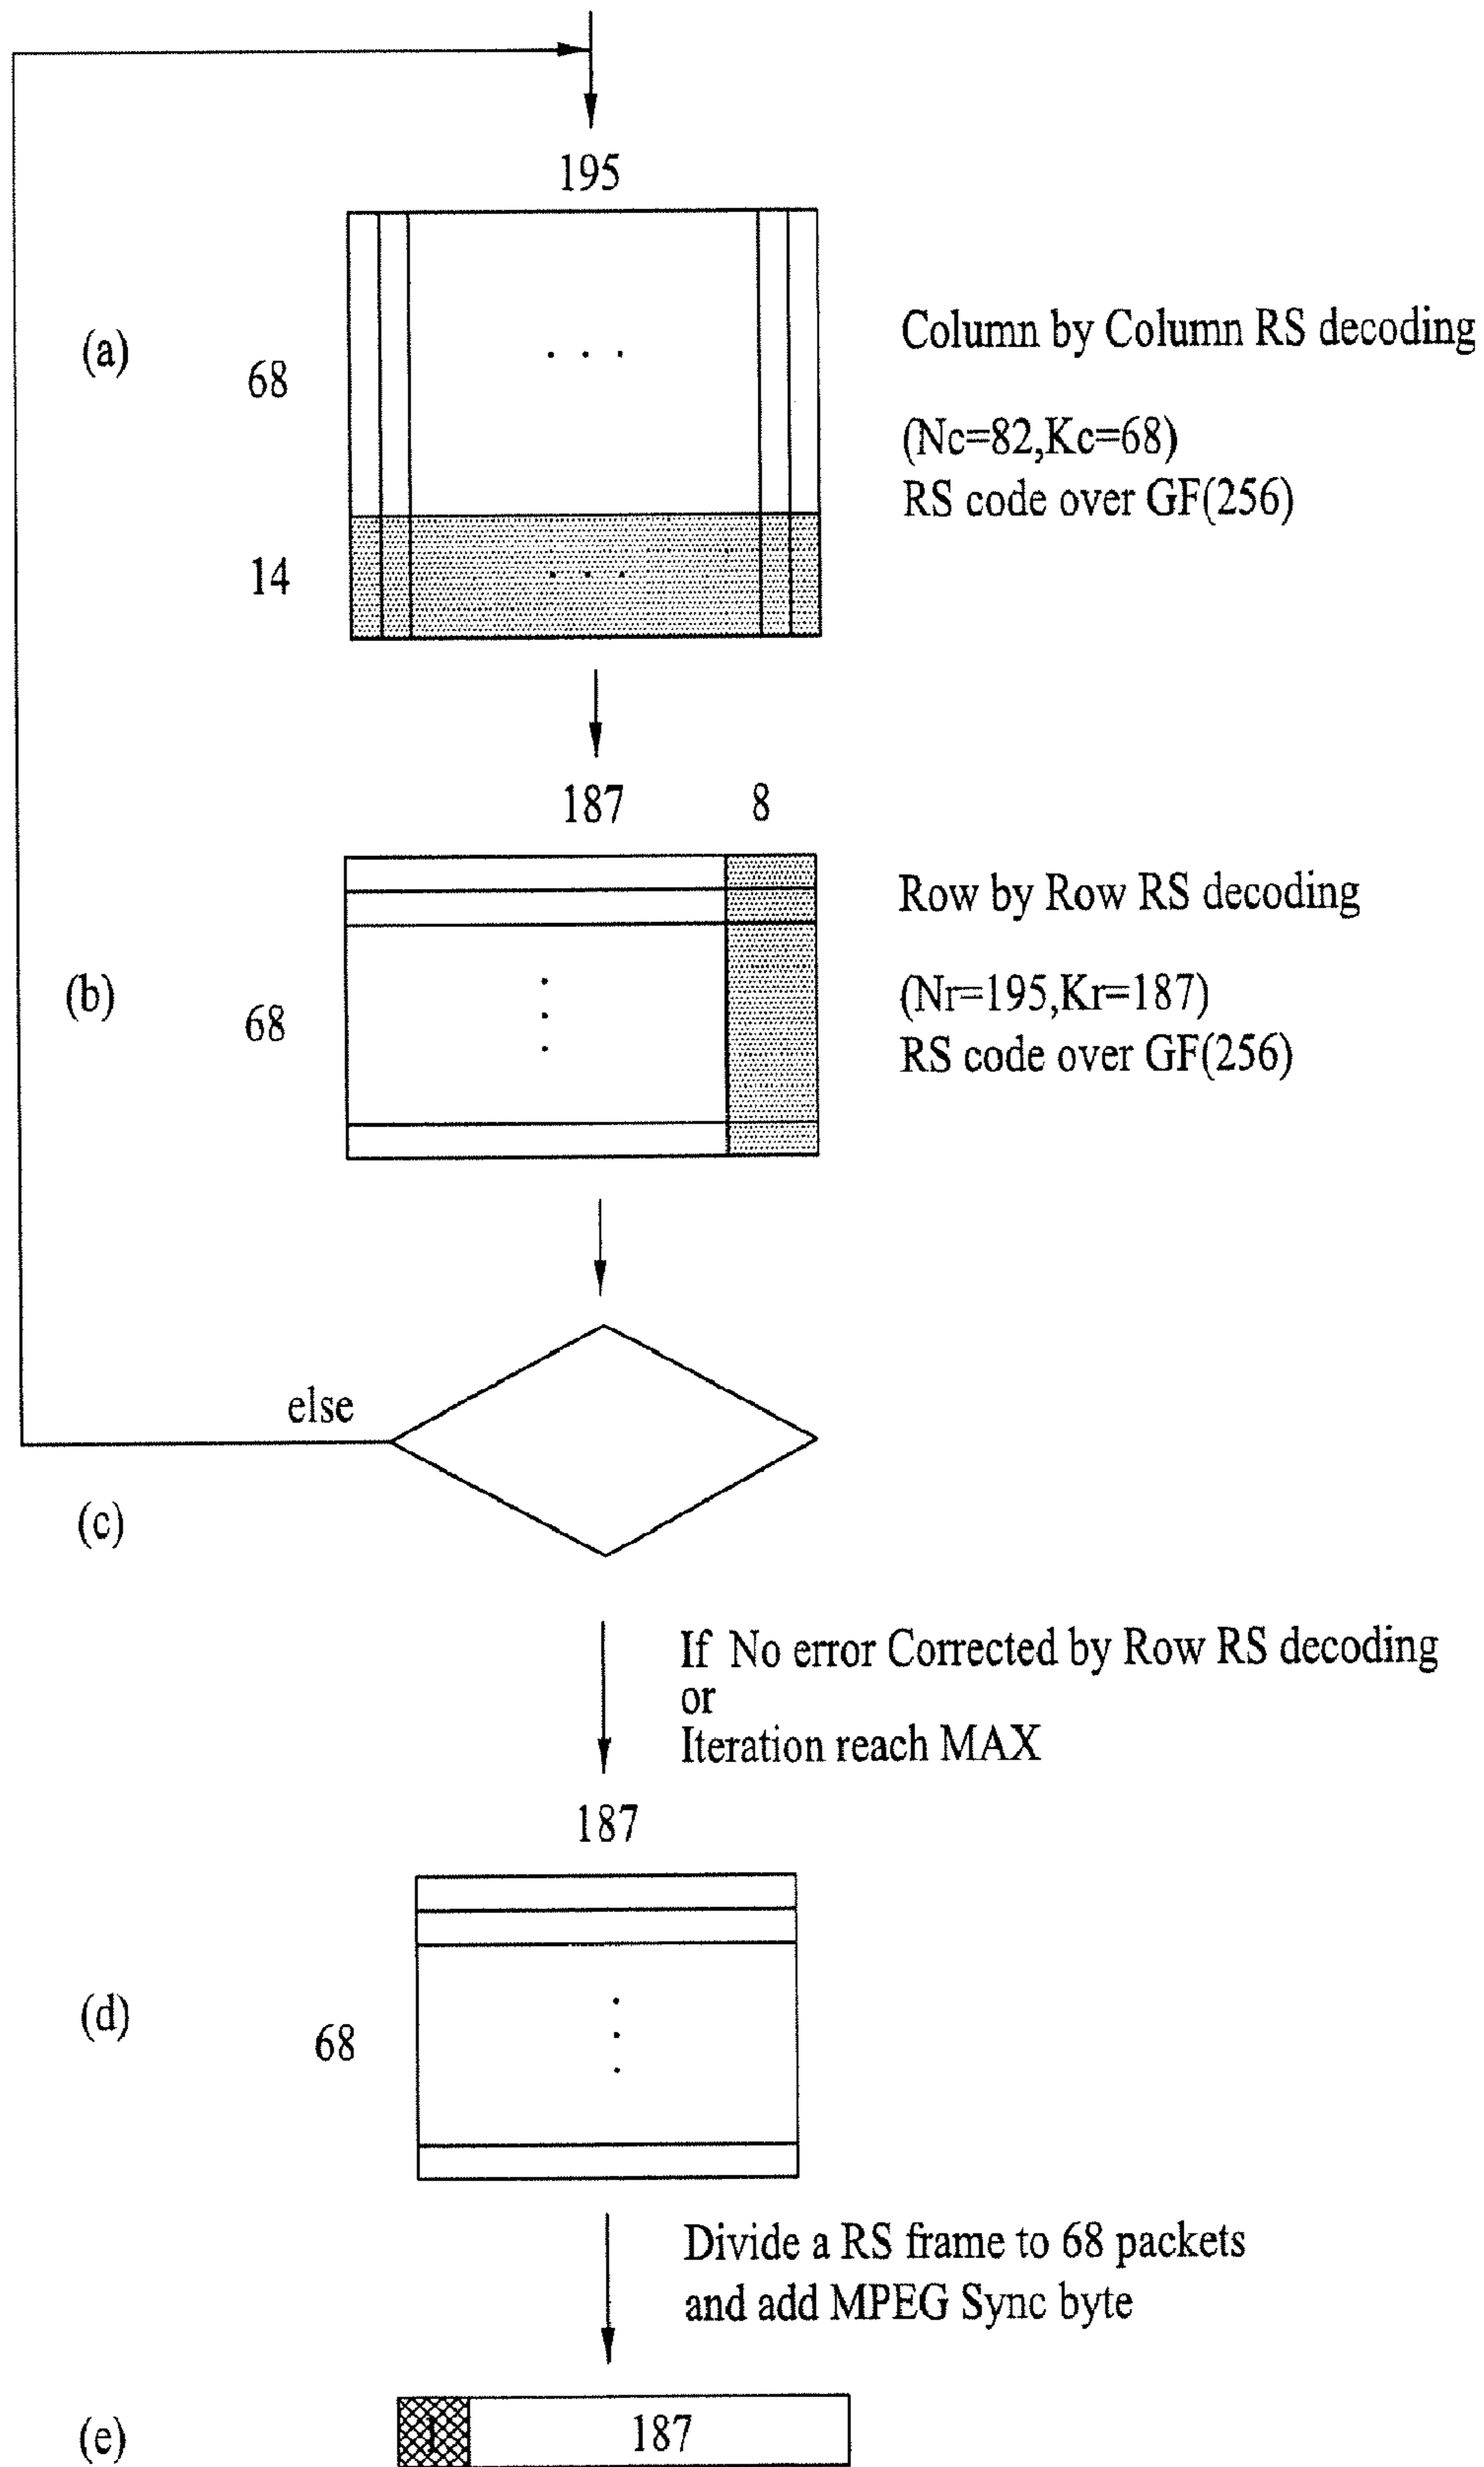 195
(a)
68
14
Column by Column RS decoding
(Nc=82,Kc=68)
RS code over GF(256)
187 8
(b)
68
Row by Row RS decoding
(Nr=195,Kr=187)
RS code over GF(256)
else
(c)
If No error Corrected by Row RS decoding
or
Iteration reach MAX
187
(d)
68
Divide a RS frame to 68 packets
and add MPEG Sync byte
(e)
1 187